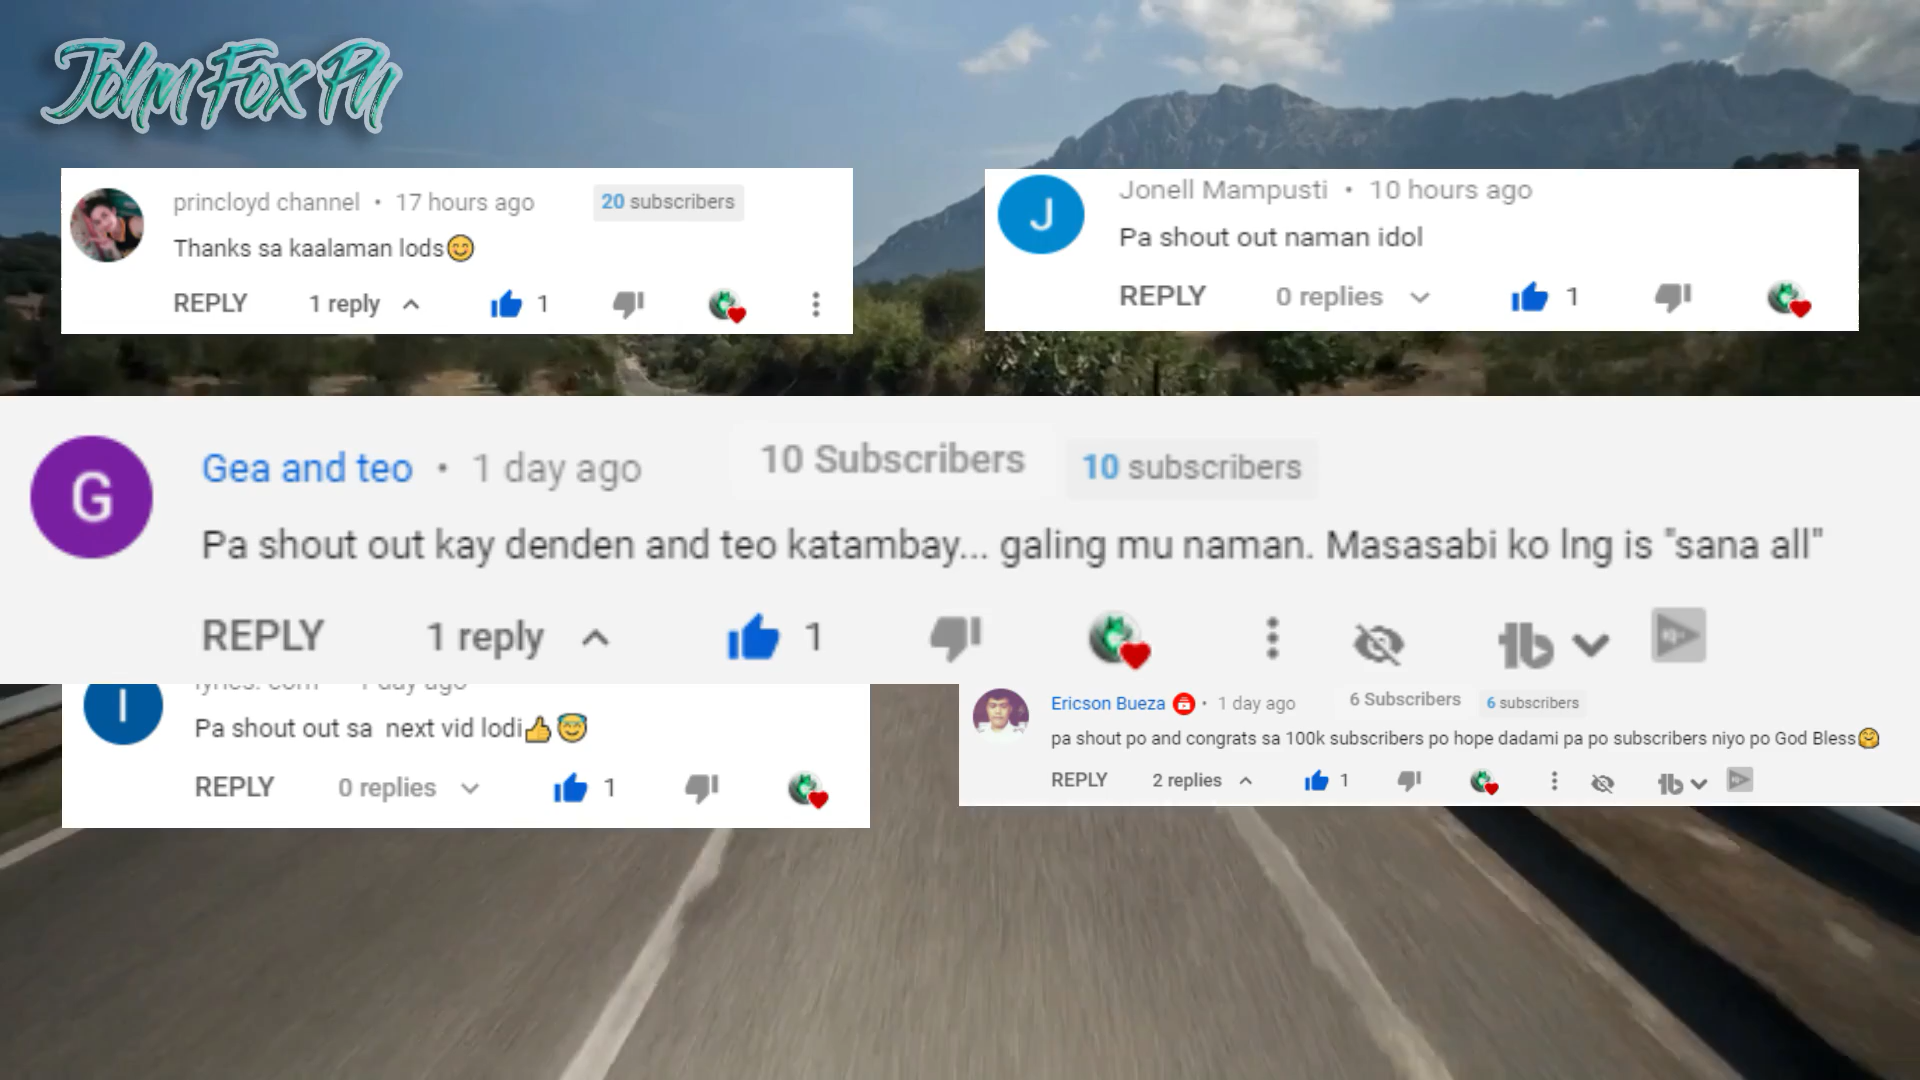 John Fox Ph
princloyd channel • 17 hours ago 20 subscribers
Thanks sa kaalaman lods😊
REPLY 1 reply 1
Jonell Mampusti • 10 hours ago
Pa shout out naman idol
REPLY 0 replies 1
G Gea and teo • 1 day ago 10 Subscribers 10 subscribers
Pa shout out kay denden and teo katambay... galing mu naman. Masasabi ko lng is "sana all"
REPLY 1 reply 1
1 day ago
Pa shout out sa next vid lodi👍😇
REPLY 0 replies 1
Ericson Bueza • 1 day ago 6 Subscribers 6 subscribers
pa shout po and congrats sa 100k subscribers po hope dadami pa po subscribers niyo po God Bless🤗
REPLY 2 replies 1